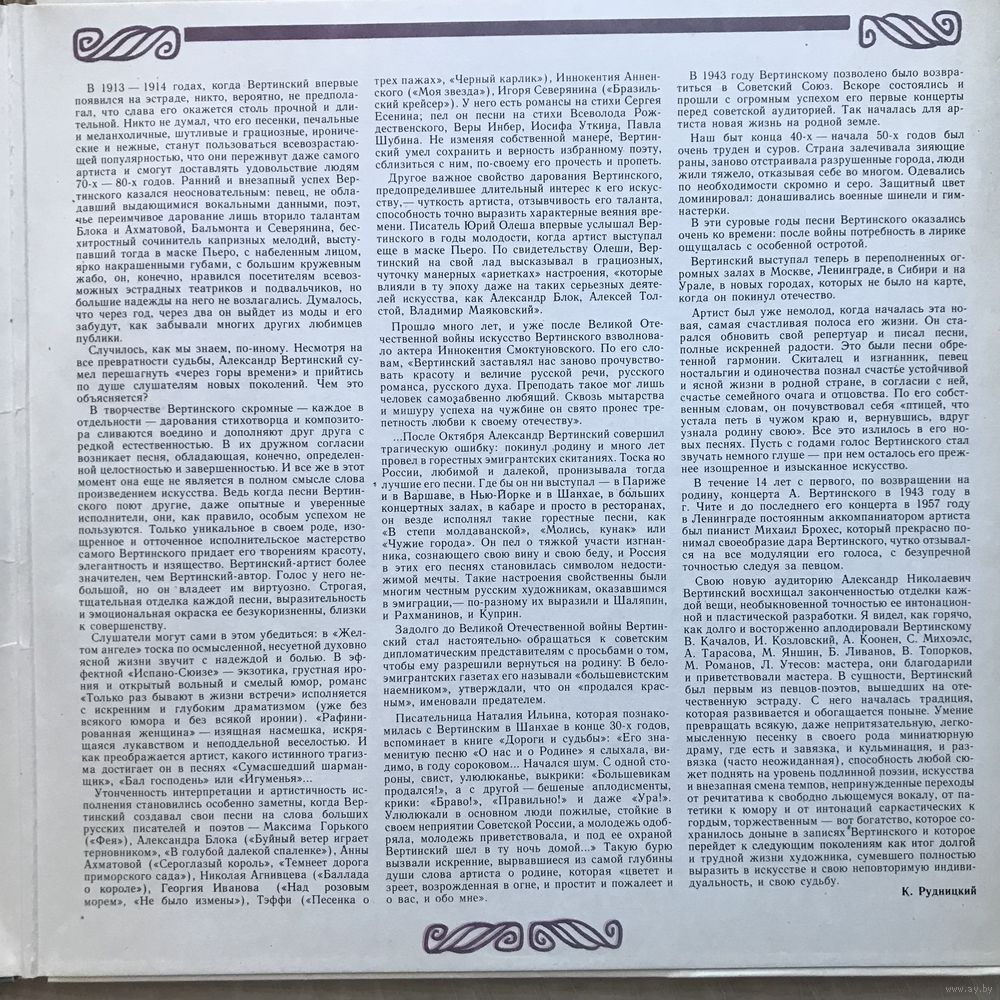 В 1913 — 1914 годах, когда Вертинский впервые
появился на эстраде, никто, вероятно, не предпола-
гал, что слава его окажется столь прочной и дли-
тельной. Никто не думал, что его песенки, печальные
и меланхоличные, шутливые и грациозные, ирониче-
ские и нежные, станут пользоваться всевозрастаю-
щей популярностью, что они переживут даже самого
артиста и смогут доставлять удовольствие людям
70-х — 80-х годов. Ранний и внезапный успех Вер-
тинского казался неосновательным: певец, не обла-
давший выдающимися вокальными данными, поэт,
чье переимчивое дарование лишь вторило талантам
Блока и Ахматовой, Бальмонта и Северянина, бес-
хитростный сочинитель капризных мелодий, высту-
павший тогда в маске Пьеро, с набеленным лицом,
ярко накрашенными губами, с большим кружевным
жабо, он, конечно, нравился посетителям всевоз-
можных эстрадных театриков и подвальчиков, но
большие надежды на него не возлагались. Думалось,
что через год, через два он выйдет из моды и его
забудут, как забывали многих других любимцев
публики.
Случилось, как мы знаем, по-иному. Несмотря на
все превратности судьбы, Александр Вертинский су-
мел перешагнуть «через горы времени» и прийтись
по душе слушателям новых поколений. Чем это
объясняется?
В творчестве Вертинского скромные — каждое в
отдельности — дарования стихотворца и компози­то-
ра сливаются воедино и дополняют друг друга с
редкой естественностью. В их дружном согласии
возникает песня, обладающая, конечно, определен-
ной целостностью и завершенностью. И все же в этот
момент она еще не является в полном смысле слова
произведением искусства. Ведь когда песни Вертин-
ского поют другие, даже опытные и уверенные
исполнители, они, как правило, особым успехом не
пользуются. Только уникальное в своем роде, изо-
щренное и отточенное исполнительское мастерство
самого Вертинского придает его творениям красоту,
элегантность и изящество. Вертинский-артист более
значителен, чем Вертинский-автор. Голос у него не-
большой, но он владеет им виртуозно. Строгая,
тщательная отделка каждой песни, выразительность
и эмоциональная окраска ее безукоризненны, близки
к совершенству.
Слушатели могут сами в этом убедиться: в «Жел-
том ангеле» тоска по осмысленной, несуетной духовно
ясной жизни звучит с надеждой и болью. В эф-
фектной «Испано-Сюизе» — экзотика, грустная иро-
ния и открытый вольный и смелый юмор, романс
«Только раз бывают в жизни встречи» исполняется
с искренним и глубоким драматизмом (уже без
всякого юмора и без всякой иронии). «Рафини-
рованная женщина» — изящная насмешка, искря-
щаяся лукавством и неподдельной веселостью. И
как преображается артист, какого истинного трагиз-
ма достигает он в песнях «Сумасшедший шарман-
щик», «Бал господень» или «Игуменья»...
Утонченность интерпретации и артистичность ис-
полнения становились особенно заметны, когда Вер-
тинский создавал свои песни на слова больших
русских писателей и поэтов — Максима Горького
(«Фея»), Александра Блока («Буйный ветер играет
терновником», «В голубой далекой спаленке»), Анны
Ахматовой («Сероглазый король», «Темнеет дорога
приморского сада»), Николая Агнивцева («Баллада
о короле»), Георгия Иванова («Над розовым
морем», «Не было измены»), Тэффи («Песенка о
трех пажах», «Черный карлик»), Иннокентия Аннен-
ского («Моя звезда»), Игоря Северянина («Бразиль-
ский крейсер»). У него есть романсы на стихи Сергея
Есенина; пел он песни на стихи Всеволода Рож-
дественского, Веры Инбер, Иосифа Уткина, Павла
Шубина. Не изменяя собственной манере, Вертин-
ский умел сохранить и верность избранному поэту,
сблизиться с ним, по-своему его прочесть и пропеть.
Другое важное свойство дарования Вертинского,
предопределившее длительный интерес к его искус-
ству,— чуткость артиста, отзывчивость его таланта,
способность точно выразить характерные веяния вре-
мени. Писатель Юрий Олеша впервые услышал Вер-
тинского в годы молодости, когда артист выступал
еще в маске Пьеро. По свидетельству Олеши, Вер-
тинский на свой лад высказывал в грациозных,
чуточку манерных «ариетках» настроения, «которые
влияли в ту эпоху даже на таких серьезных деяте-
лей искусства, как Александр Блок, Алексей Тол-
стой, Владимир Маяковский».
Прошло много лет, и уже после Великой Оте-
чественной войны искусство Вертинского взволнова-
ло актера Иннокентия Смоктуновского. По его сло-
вам, «Вертинский заставлял нас заново прочувство-
вать красоту и величие русской речи, русского
романса, русского духа. Преподать такое мог лишь
человек самозабвенно любящий. Сквозь мытарства
и мишуру успеха на чужбине он свято пронес тре-
петность любви к своему отечеству».
...После Октября Александр Вертинский совершил
трагическую ошибку: покинул родину и много лет
провел в горестных эмигрантских скитаниях. Тоска по
России, любимой и далекой, пронизывала тогда
лучшие его песни. Где бы он ни выступал — в Париже
и в Варшаве, в Нью-Йорке и в Шанхае, в больших
концертных залах, в кабаре и просто в ресторанах,
он везде исполнял такие горестные песни, как
«В степи молдаванской», «Молись, кунак» или
«Чужие города». Он пел о тяжкой участи изгнан-
ника, сознающего свою вину и свою беду, и Россия
в этих его песнях становилась символом недости-
жимой мечты. Такие настроения свойственны были
многим честным русским художникам, оказавшимся
в эмиграции,— по-разному их выразили и Шаляпин,
и Рахманинов, и Куприн.
Задолго до Великой Отечественной войны Вертин-
ский стал настоятельно обращаться к советским
дипломатическим представителям с просьбами о том,
чтобы ему разрешили вернуться на родину. В бело-
эмигрантских газетах его называли «большевистским
наемником», утверждали, что он «продался крас-
ным», именовали предателем.
Писательница Наталия Ильина, которая познако-
милась с Вертинским в Шанхае в конце 30-х годов,
вспоминает в книге «Дороги и судьбы»: «Его зна-
менитую песню «О нас и о Родине» я слыхала, ви-
димо, в году сороковом... Начался шум. С одной сто-
роны, свист, улюлюканье, выкрики: «Большевикам
продался!», а с другой — бешеные аплодисменты,
крики: «Браво!», «Правильно!» и даже «Ура!».
Улюлюкали в основном люди пожилые, стойкие в
своем неприятии Советской России, а молодежь одоб-
ряла, молодежь приветствовала, и под ее охраной
Вертинский шел в ту ночь домой...» Такую бурю
вызвали искренние, вырвавшиеся из самой глубины
души слова артиста о родине, которая «цветет и
зреет, возрожденная в огне, и простит и пожалеет и
о вас, и обо мне».
В 1943 году Вертинскому позволено было возвра-
титься в Советский Союз. Вскоре состоялись и
прошли с огромным успехом его первые концерты
перед советской аудиторией. Так началась для ар-
тиста новая жизнь на родной земле.
Наш быт конца 40-х — начала 50-х годов был
очень труден и суров. Страна залечивала зияющие
раны, заново отстраивала разрушенные города, люди
жили тяжело, отказывая себе во многом. Одевались
по необходимости скромно и серо. Защитный цвет
доминировал: донашивались военные шинели и гим-
настерки.
В эти суровые годы песни Вертинского оказались
очень ко времени: после войны потребность в лирике
ощущалась с особенной остротой.
Вертинский выступал теперь в переполненных ог-
ромных залах в Москве, Ленинграде, в Сибири и на
Урале, в новых городах, которых не было на карте,
когда он покинул отечество.
Артист был уже немолод, когда началась эта но-
вая, самая счастливая полоса его жизни. Он ста-
рался обновить свой репертуар и писал песни,
полные искренней радости. Это были песни обре-
тенной гармонии. Скиталец и изгнанник, певец
ностальгии и одиночества познал счастье устойчивой
и ясной жизни в родной стране, в согласии с ней,
счастье семейного очага и отцовства. По его собст-
венным словам, он почувствовал себя «птицей, что
устала петь в чужом краю и, вернувшись, вдруг
узнала родину свою». Все это излилось в его но-
вых песнях. Пусть с годами голос Вертинского стал
звучать немного глуше — при нем осталось его преж-
нее изощренное и изысканное искусство.
В течение 14 лет с первого, по возвращении на
родину, концерта А. Вертинского в 1943 году в
г. Чите и до последнего его концерта в 1957 году
в Ленинграде постоянным аккомпаниатором артиста
был пианист Михаил Брохес, который прекрасно по-
нимал своеобразие дара Вертинского, чутко отзывал-
ся на все модуляции его голоса, с безупречной
точностью следуя за певцом.
Свою новую аудиторию Александр Николаевич
Вертинский восхищал законченностью отделки каж-
дой вещи, необыкновенной точностью ее интонацион-
ной и пластической разработки. Я видел, как горячо,
как долго и восторженно аплодировали Вертинскому
В. Качалов, И. Козловский, А. Коонен, С. Михоэлс,
А. Тарасова, М. Яншин, Б. Ливанов, В. Топорков,
М. Романов, Л. Утесов: мастера, они благодарили
и приветствовали мастера. В сущности, Вертинский
был первым из певцов-поэтов, вышедших на оте-
чественную эстраду. С него началась традиция,
которая развивается и обогащается поныне. Умение
превращать всякую, даже непритязательную, легко-
мысленную песенку в своего рода миниатюрную
драму, где есть и завязка, и кульминация, и раз-
вязка (часто неожиданная), способность любой сю-
жет поднять на уровень подлинной поэзии, искусства
и внезапная смена темпов, непринужденные переходы
от речитатива к свободно льющемуся вокалу, от па-
тетики к юмору и от интонаций саркастических к
гордым, торжественным — вот богатство, которое со-
хранилось доныне в записях Вертинского и которое
перейдет к следующим поколениям как итог долгой
и трудной жизни художника, сумевшего полностью
выразить в искусстве и свою неповторимую индиви-
дуальность, и свою судьбу.
К. Рудницкий
www.ay.by